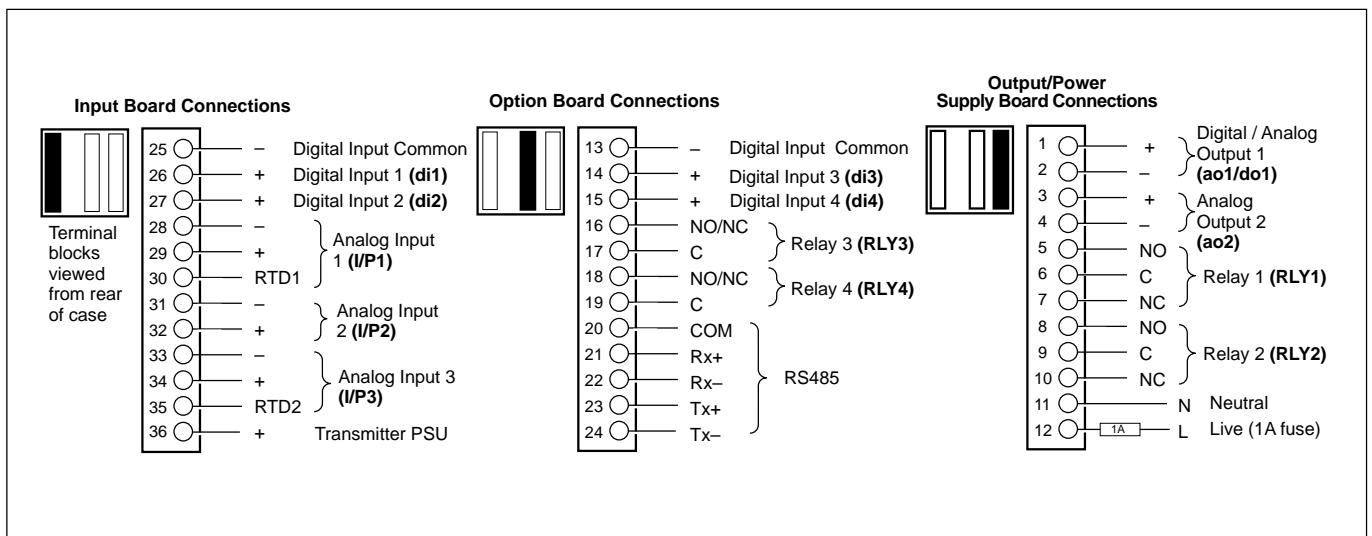 Input Board Connections
25 – Digital Input Common
26 + Digital Input 1 (di1)
27 + Digital Input 2 (di2)
28 –
29 +
30 RTD1
Analog Input
1 (I/P1)
31 –
32 +
Analog Input
2 (I/P2)
33 –
34 +
35 RTD2
Analog Input 3
(I/P3)
36 + Transmitter PSU
Terminal
blocks
viewed
from rear
of case
Option Board Connections
13 – Digital Input Common
14 + Digital Input 3 (di3)
15 + Digital Input 4 (di4)
16 NO/NC
17 C
Relay 3 (RLY3)
18 NO/NC
19 C
Relay 4 (RLY4)
20 COM
21 Rx+
22 Rx–
23 Tx+
24 Tx–
RS485
Output/Power
Supply Board Connections
1 +
2 –
Digital / Analog
Output 1
(ao1/do1)
3 +
4 –
Analog
Output 2
(ao2)
5 NO
6 C
7 NC
Relay 1 (RLY1)
8 NO
9 C
10 NC
Relay 2 (RLY2)
11 N Neutral
12 1A L Live (1A fuse)